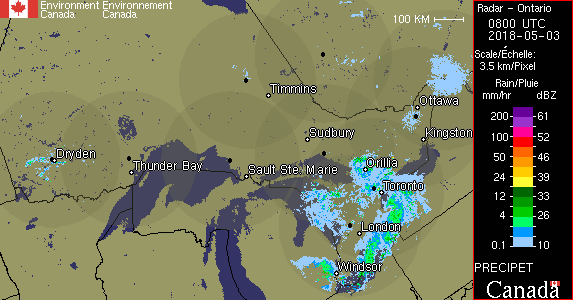 Environment Environnement
Canada Canada
100 KM
Timmins
Ottawa
Sudbury
Kingston
Dryden
Thunder Bay
Sault Ste. Marie
Orillia
Toronto
London
Windsor
Radar - Ontario
0800 UTC
2018-05-03
Scale/Échelle:
3.5 km/Pixel
Rain/Pluie
mm/hr dBZ
200 61
100 52
50 46
24 39
12 33
4 26
0.1 10
PRECIPET
Canada